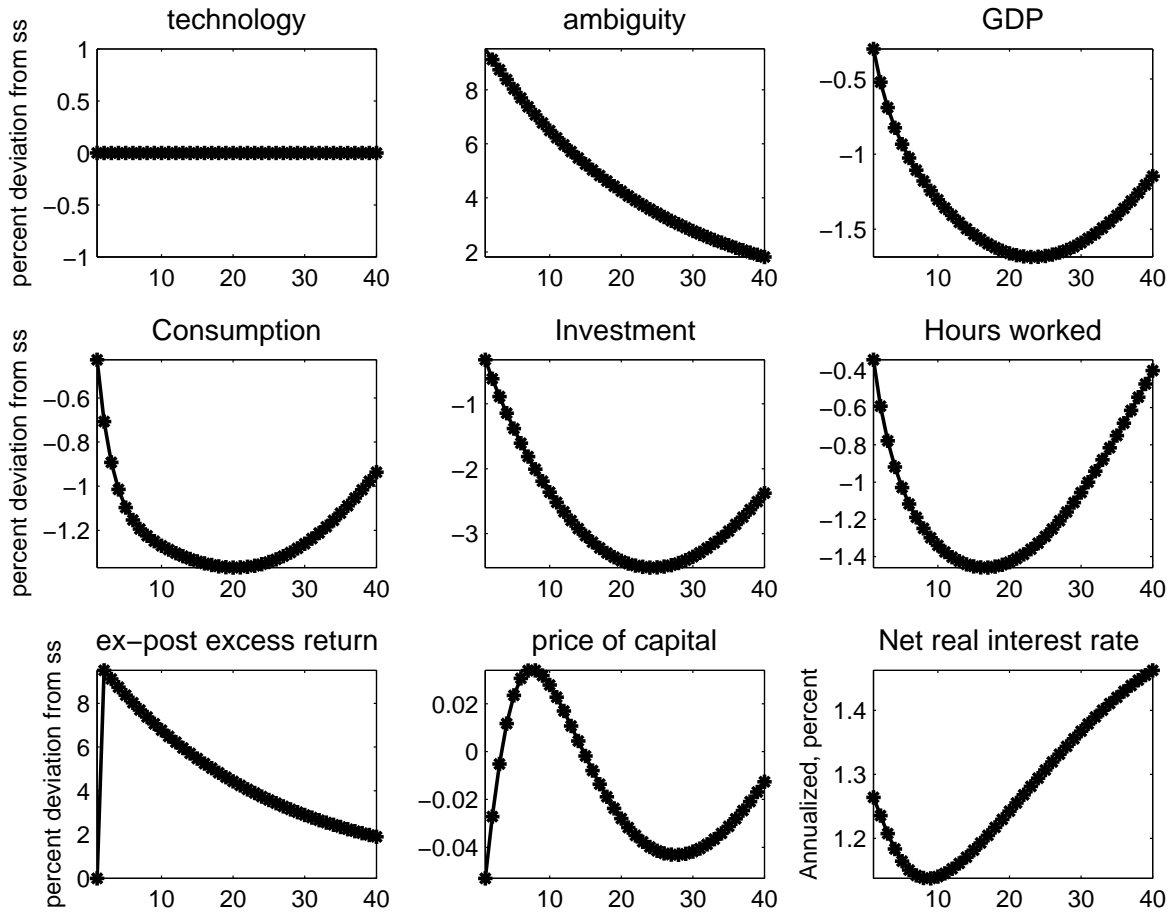 technology
ambiguity
GDP
percent deviation from ss
1
0.5
0
−0.5
−1
10 20 30 40
8
6
4
2
10 20 30 40
−0.5
−1
−1.5
10 20 30 40
Consumption
Investment
Hours worked
percent deviation from ss
−0.6
−0.8
−1
−1.2
10 20 30 40
−1
−2
−3
10 20 30 40
−0.4
−0.6
−0.8
−1
−1.2
−1.4
10 20 30 40
ex−post excess return
price of capital
Net real interest rate
percent deviation from ss
8
6
4
2
0
10 20 30 40
0.02
0
−0.02
−0.04
10 20 30 40
Annualized, percent
1.4
1.3
1.2
10 20 30 40